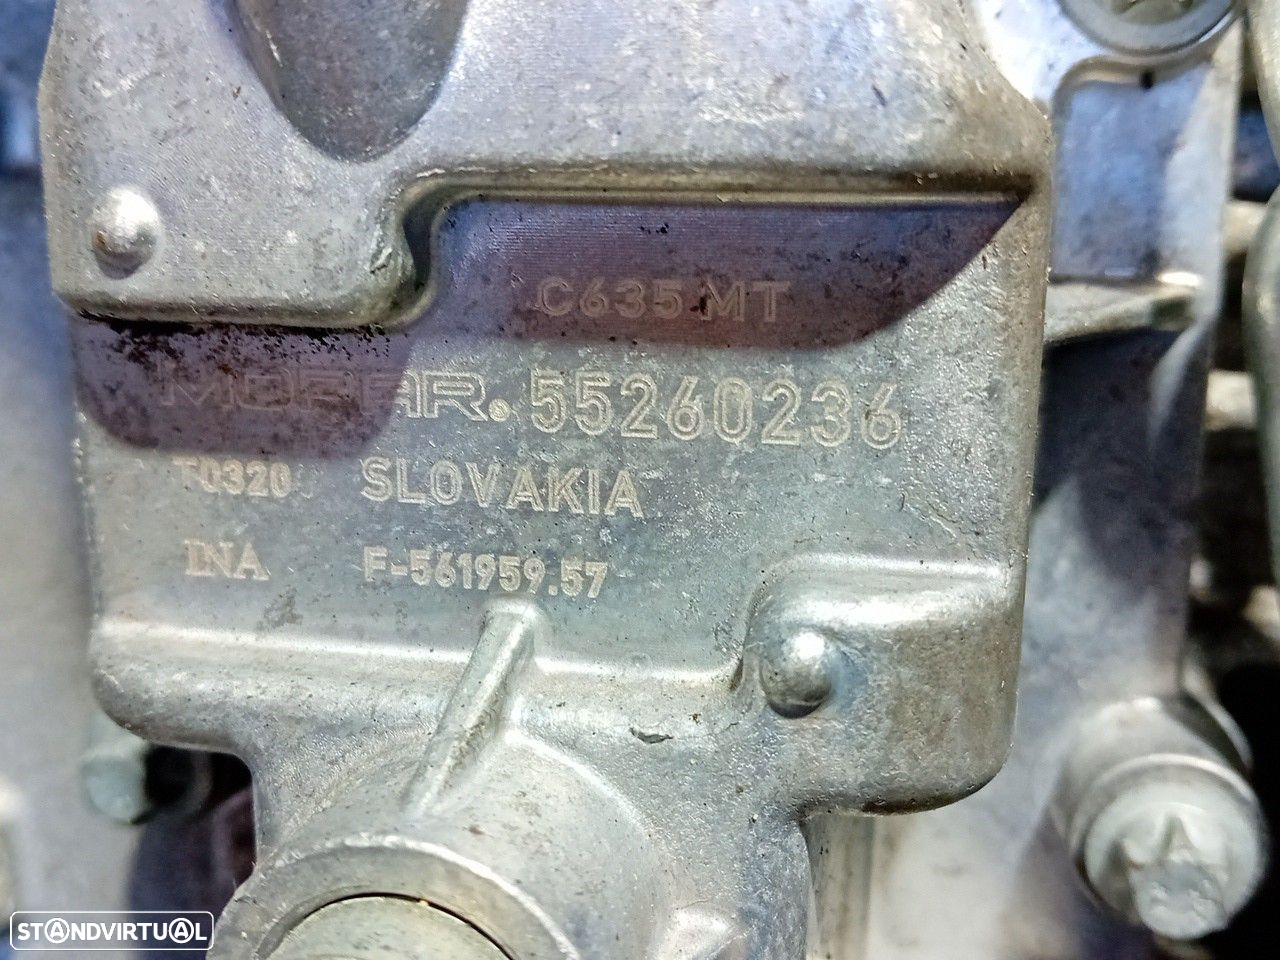 C635 MT
MOPAR® 55260236
T0320 SLOVAKIA
INA F-561959.57
STANDVIRTUAL